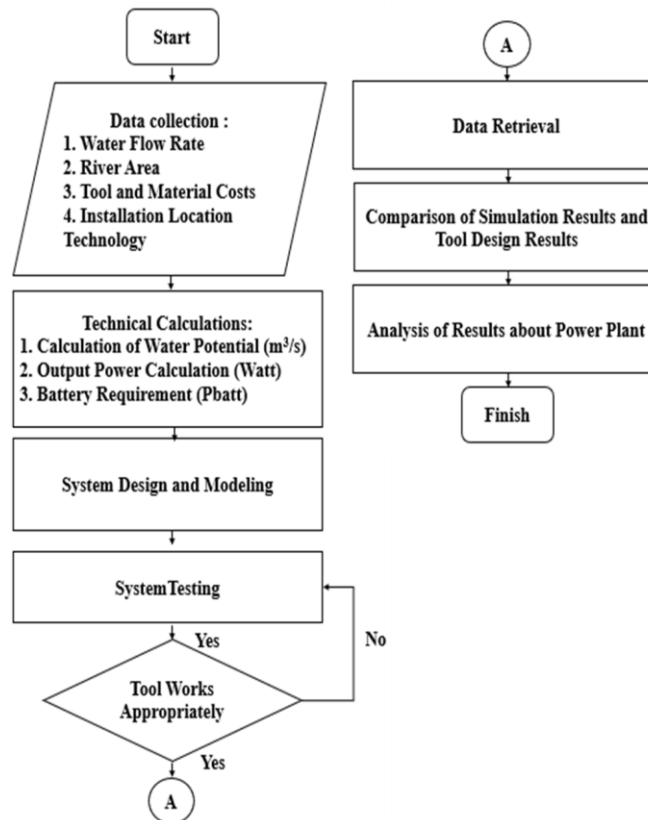 Start
Data collection :
1. Water Flow Rate
2. River Area
3. Tool and Material Costs
4. Installation Location
Technology
Technical Calculations:
1. Calculation of Water Potential (m³/s)
2. Output Power Calculation (Watt)
3. Battery Requirement (Pbatt)
System Design and Modeling
SystemTesting
Yes
No
Tool Works
Appropriately
Yes
A
A
Data Retrieval
Comparison of Simulation Results and
Tool Design Results
Analysis of Results about Power Plant
Finish